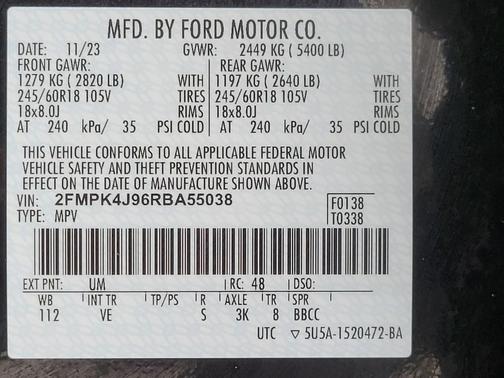 MFD. BY FORD MOTOR CO.
DATE: 11/23 GVWR: 2449 KG ( 5400 LB)
FRONT GAWR: REAR GAWR:
1279 KG ( 2820 LB) WITH 1197 KG ( 2640 LB) WITH
245/60R18 105V TIRES 245/60R18 105V TIRES
18x8.0J RIMS 18x8.0J RIMS
AT 240 kPa/ 35 PSI COLD AT 240 kPa/ 35 PSI COLD
THIS VEHICLE CONFORMS TO ALL APPLICABLE FEDERAL MOTOR
VEHICLE SAFETY AND THEFT PREVENTION STANDARDS IN
EFFECT ON THE DATE OF MANUFACTURE SHOWN ABOVE.
VIN: 2FMPK4J96RBA55038 F0138
TYPE: MPV T0338
EXT PNT: UM RC: 48 DSO:
WB INT TR TP/PS R AXLE TR SPR
112 VE S 3K 8 BBCC
UTC ▽ 5U5A-1520472-BA